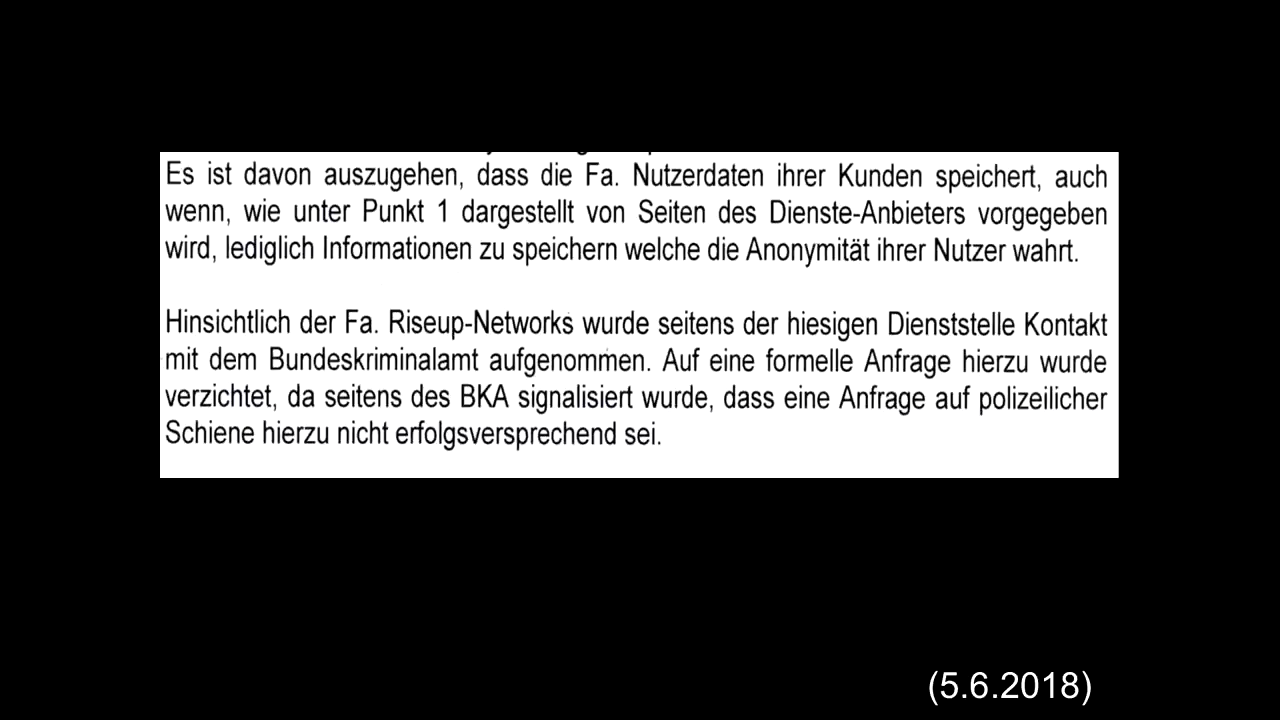 Es ist davon auszugehen, dass die Fa. Nutzerdaten ihrer Kunden speichert, auch
wenn, wie unter Punkt 1 dargestellt von Seiten des Dienste-Anbieters vorgegeben
wird, lediglich Informationen zu speichern welche die Anonymität ihrer Nutzer wahrt.
Hinsichtlich der Fa. Riseup-Networks wurde seitens der hiesigen Dienststelle Kontakt
mit dem Bundeskriminalamt aufgenommen. Auf eine formelle Anfrage hierzu wurde
verzichtet, da seitens des BKA signalisiert wurde, dass eine Anfrage auf polizeilicher
Schiene hierzu nicht erfolgsversprechend sei.
(5.6.2018)